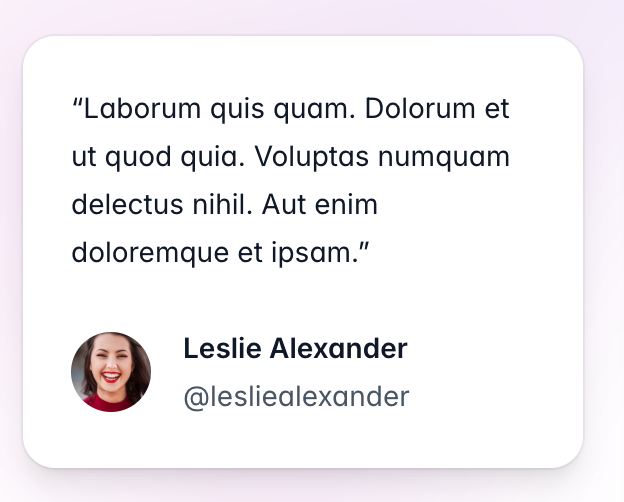 “Laborum quis quam. Dolorum et
ut quod quia. Voluptas numquam
delectus nihil. Aut enim
doloremque et ipsam.”
Leslie Alexander
@lesliealexander